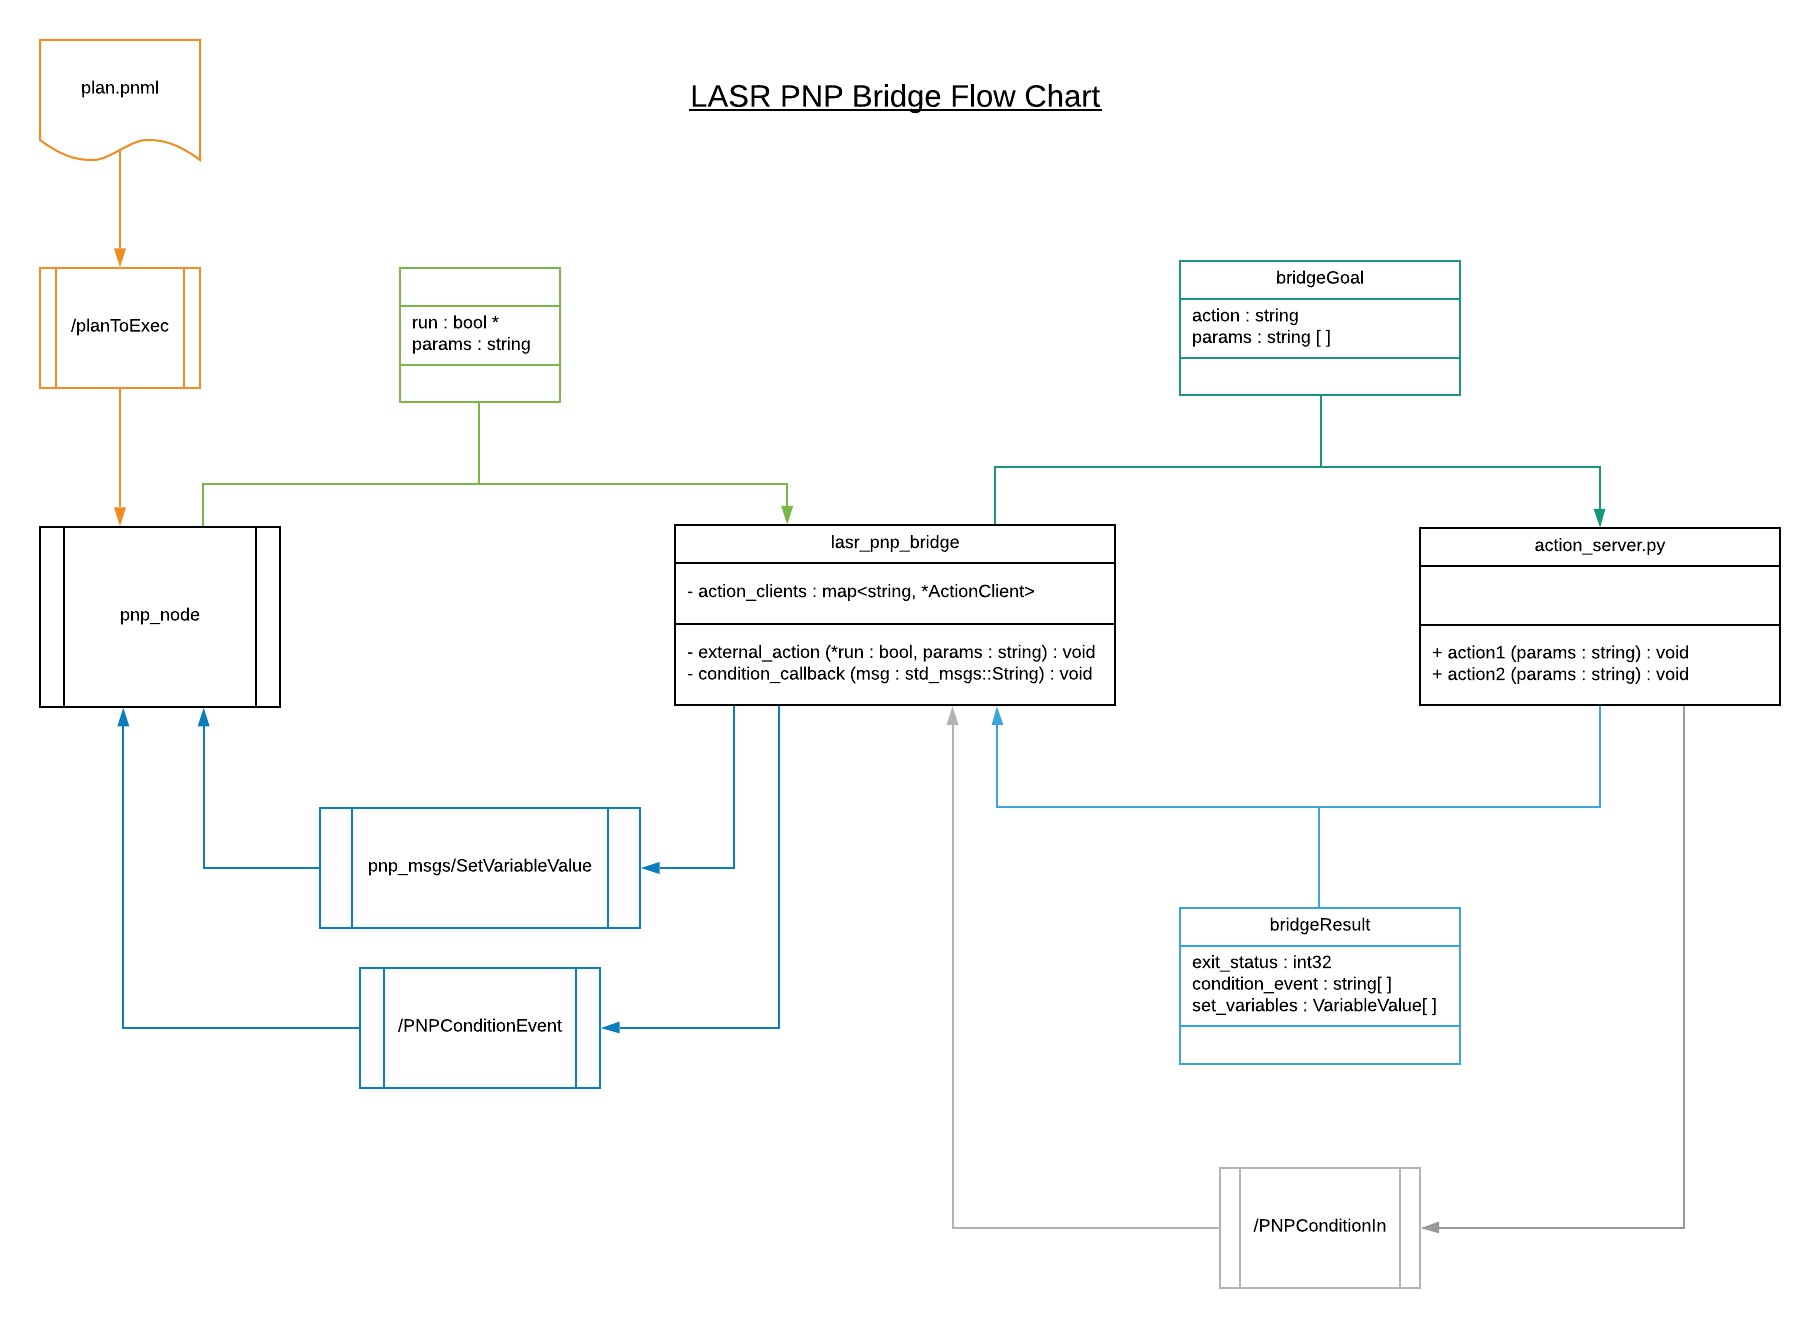 plan.pnml
LASR PNP Bridge Flow Chart
/planToExec
run : bool *
params : string
bridgeGoal
action : string
params : string [ ]
pnp_node
lasr_pnp_bridge
- action_clients : map<string, *ActionClient>
- external_action (*run : bool, params : string) : void
- condition_callback (msg : std_msgs::String) : void
action_server.py
+ action1 (params : string) : void
+ action2 (params : string) : void
pnp_msgs/SetVariableValue
/PNPConditionEvent
bridgeResult
exit_status : int32
condition_event : string[ ]
set_variables : VariableValue[ ]
/PNPConditionIn